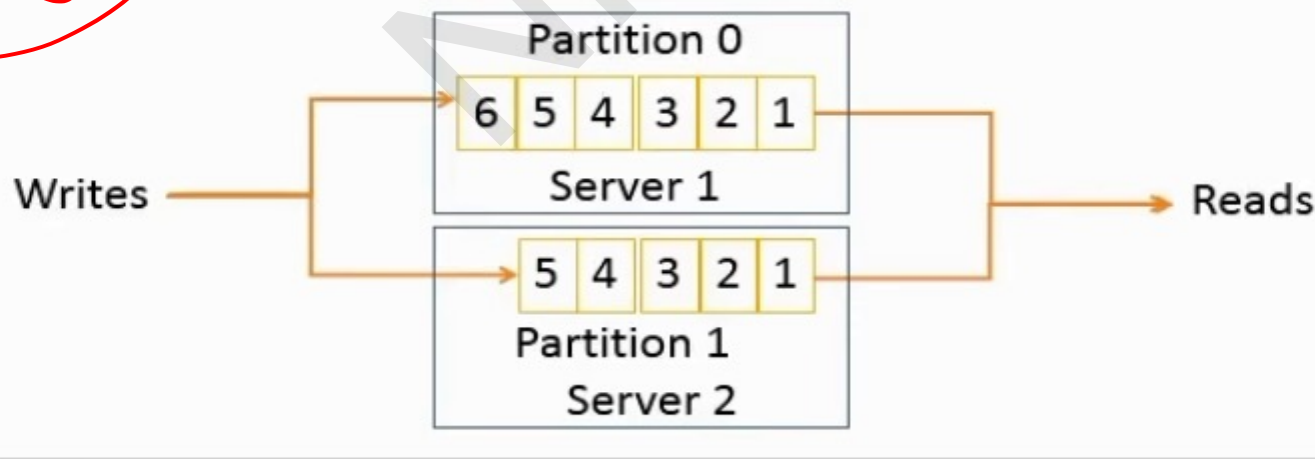 Partition 0
6 5 4 3 2 1
Server 1
Writes
Reads
5 4 3 2 1
Partition 1
Server 2